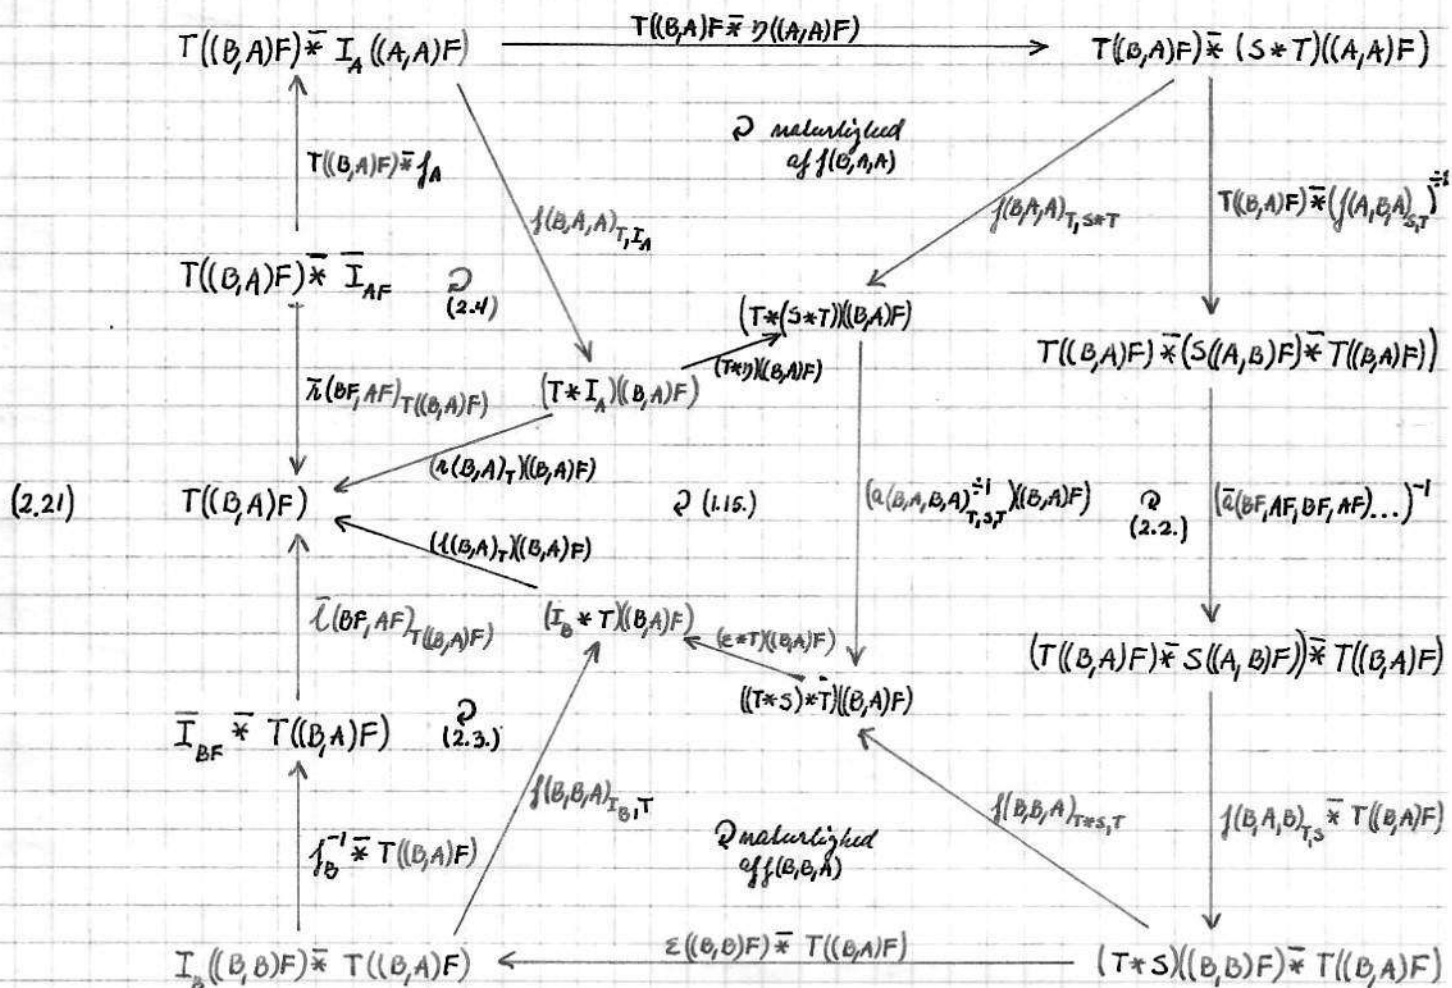 T((B,A)F) ⊼ η((A,A)F)
T((B,A)F) ⊼ I_A((A,A)F)
T((B,A)F) ⊼ (S*T)((A,A)F)
naturlighed
af f(B,A,A)
T((B,A)F) ⊼ f_A
f(B,A,A)_{T,I_A}
f(B,A,A)_{T,S*T}
T((B,A)F) ⊼ (f(A,B,A)_{S,T})^{÷1}
T((B,A)F) ⊼ Ī_{AF}
(2.4)
(T*(S*T))((B,A)F)
T((B,A)F) ⊼ (S((A,B)F) ⊼ T((B,A)F))
(T*η)((B,A)F)
r̄(BF,AF)_{T((B,A)F)}
(T*I_A)((B,A)F)
(r(B,A)_T)((B,A)F)
(2.21)
T((B,A)F)
(1.15.)
(a(B,A,B,A)^{÷1}_{T,S,T})((B,A)F)
(2.2.)
(ā(BF,AF,BF,AF)...)^{-1}
(l(B,A)_T)((B,A)F)
l̄(BF,AF)_{T((B,A)F)}
(I_B*T)((B,A)F)
(ε*T)((B,A)F)
(T((B,A)F) ⊼ S((A,B)F)) ⊼ T((B,A)F)
((T*S)*T)((B,A)F)
Ī_{BF} ⊼ T((B,A)F)
(2.3.)
f(B,B,A)_{I_B,T}
f(B,B,A)_{T*S,T}
f(B,A,B)_{T,S} ⊼ T((B,A)F)
f_B^{-1} ⊼ T((B,A)F)
naturlighed
af f(B,B,A)
ε((B,B)F) ⊼ T((B,A)F)
I_B((B,B)F) ⊼ T((B,A)F)
(T*S)((B,B)F) ⊼ T((B,A)F)